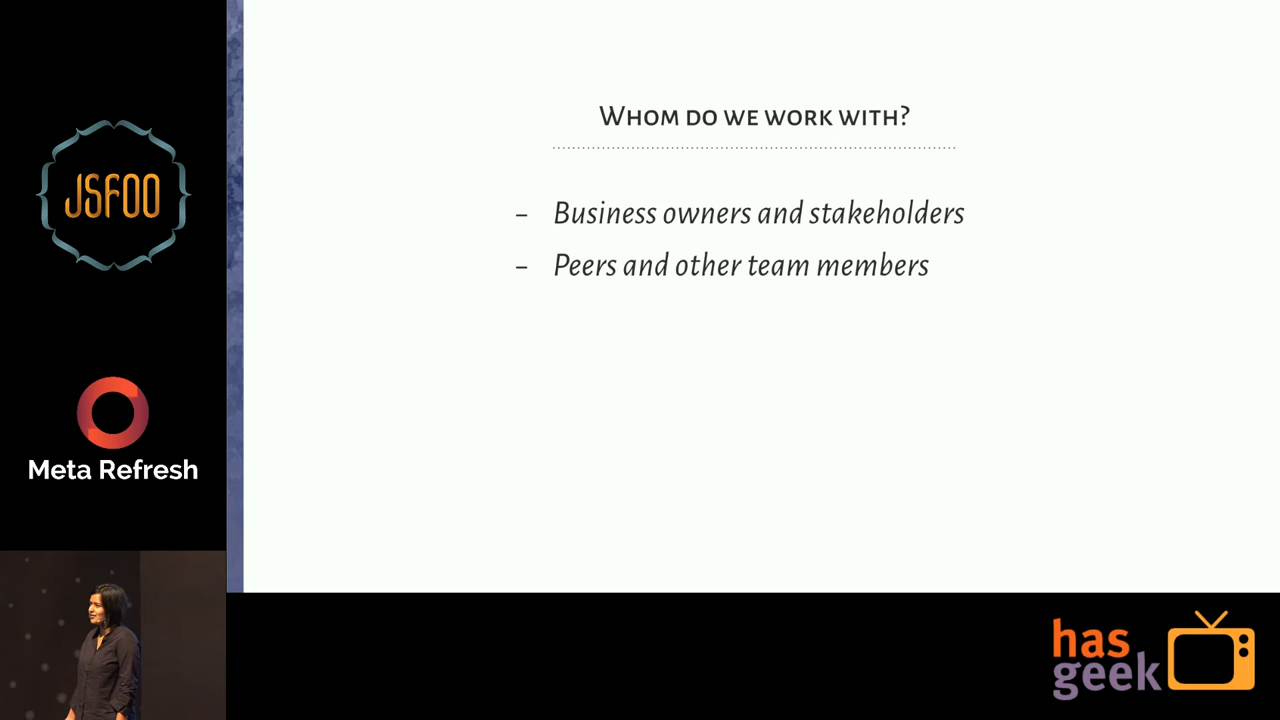 JSFOO
Meta Refresh
Whom do we work with?
– Business owners and stakeholders
– Peers and other team members
has
geek